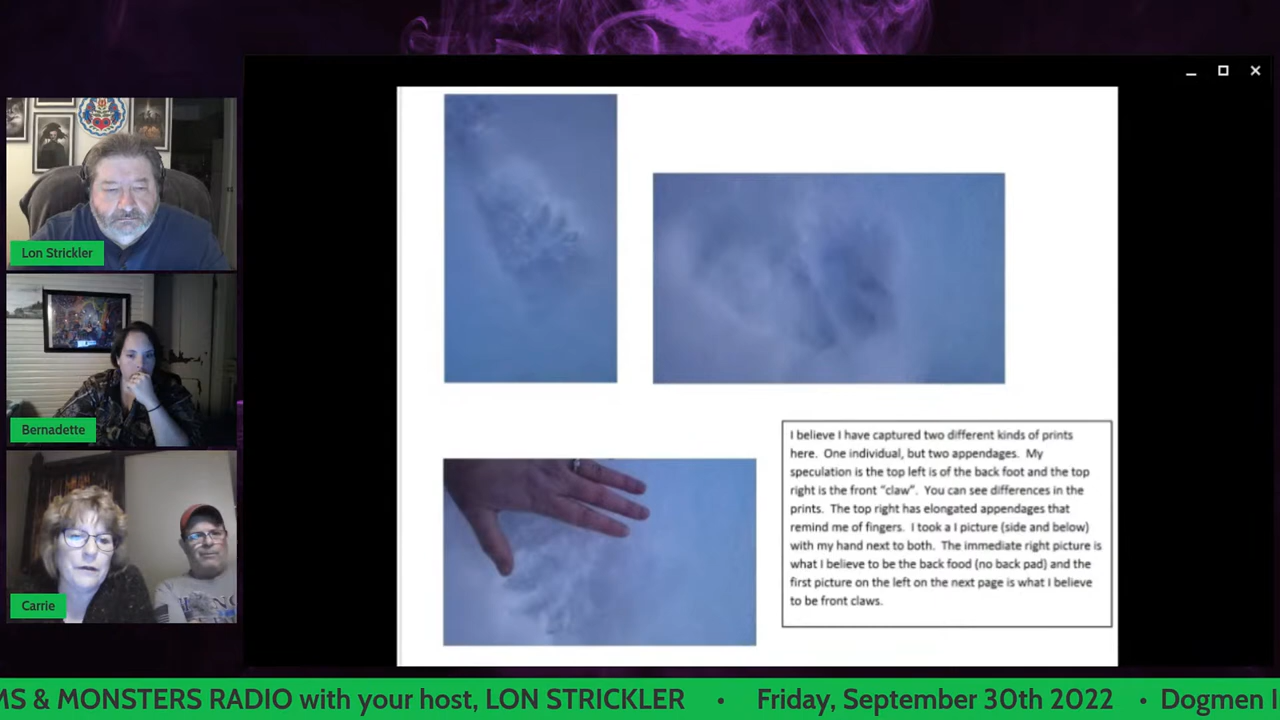 Lon Strickler
Bernadette
Carrie
I believe I have captured two different kinds of prints
here. One individual, but two appendages. My
speculation is the top left is of the back foot and the top
right is the front “claw”. You can see differences in the
prints. The top right has elongated appendages that
remind me of fingers. I took a l picture (side and below)
with my hand next to both. The immediate right picture is
what I believe to be the back food (no back pad) and the
first picture on the left on the next page is what I believe
to be front claws.
MS & MONSTERS RADIO with your host, LON STRICKLER • Friday, September 30th 2022 • Dogmen